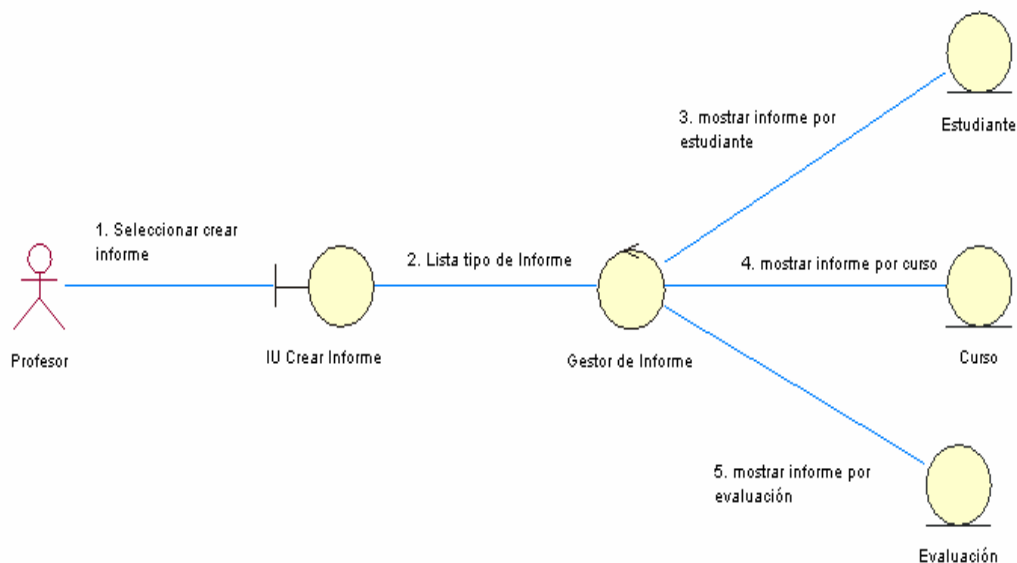 3. mostrar informe por
estudiante
Estudiante
1. Seleccionar crear
informe
2. Lista tipo de Informe
4. mostrar informe por curso
Profesor
IU Crear Informe
Gestor de Informe
Curso
5. mostrar informe por
evaluación
Evaluación